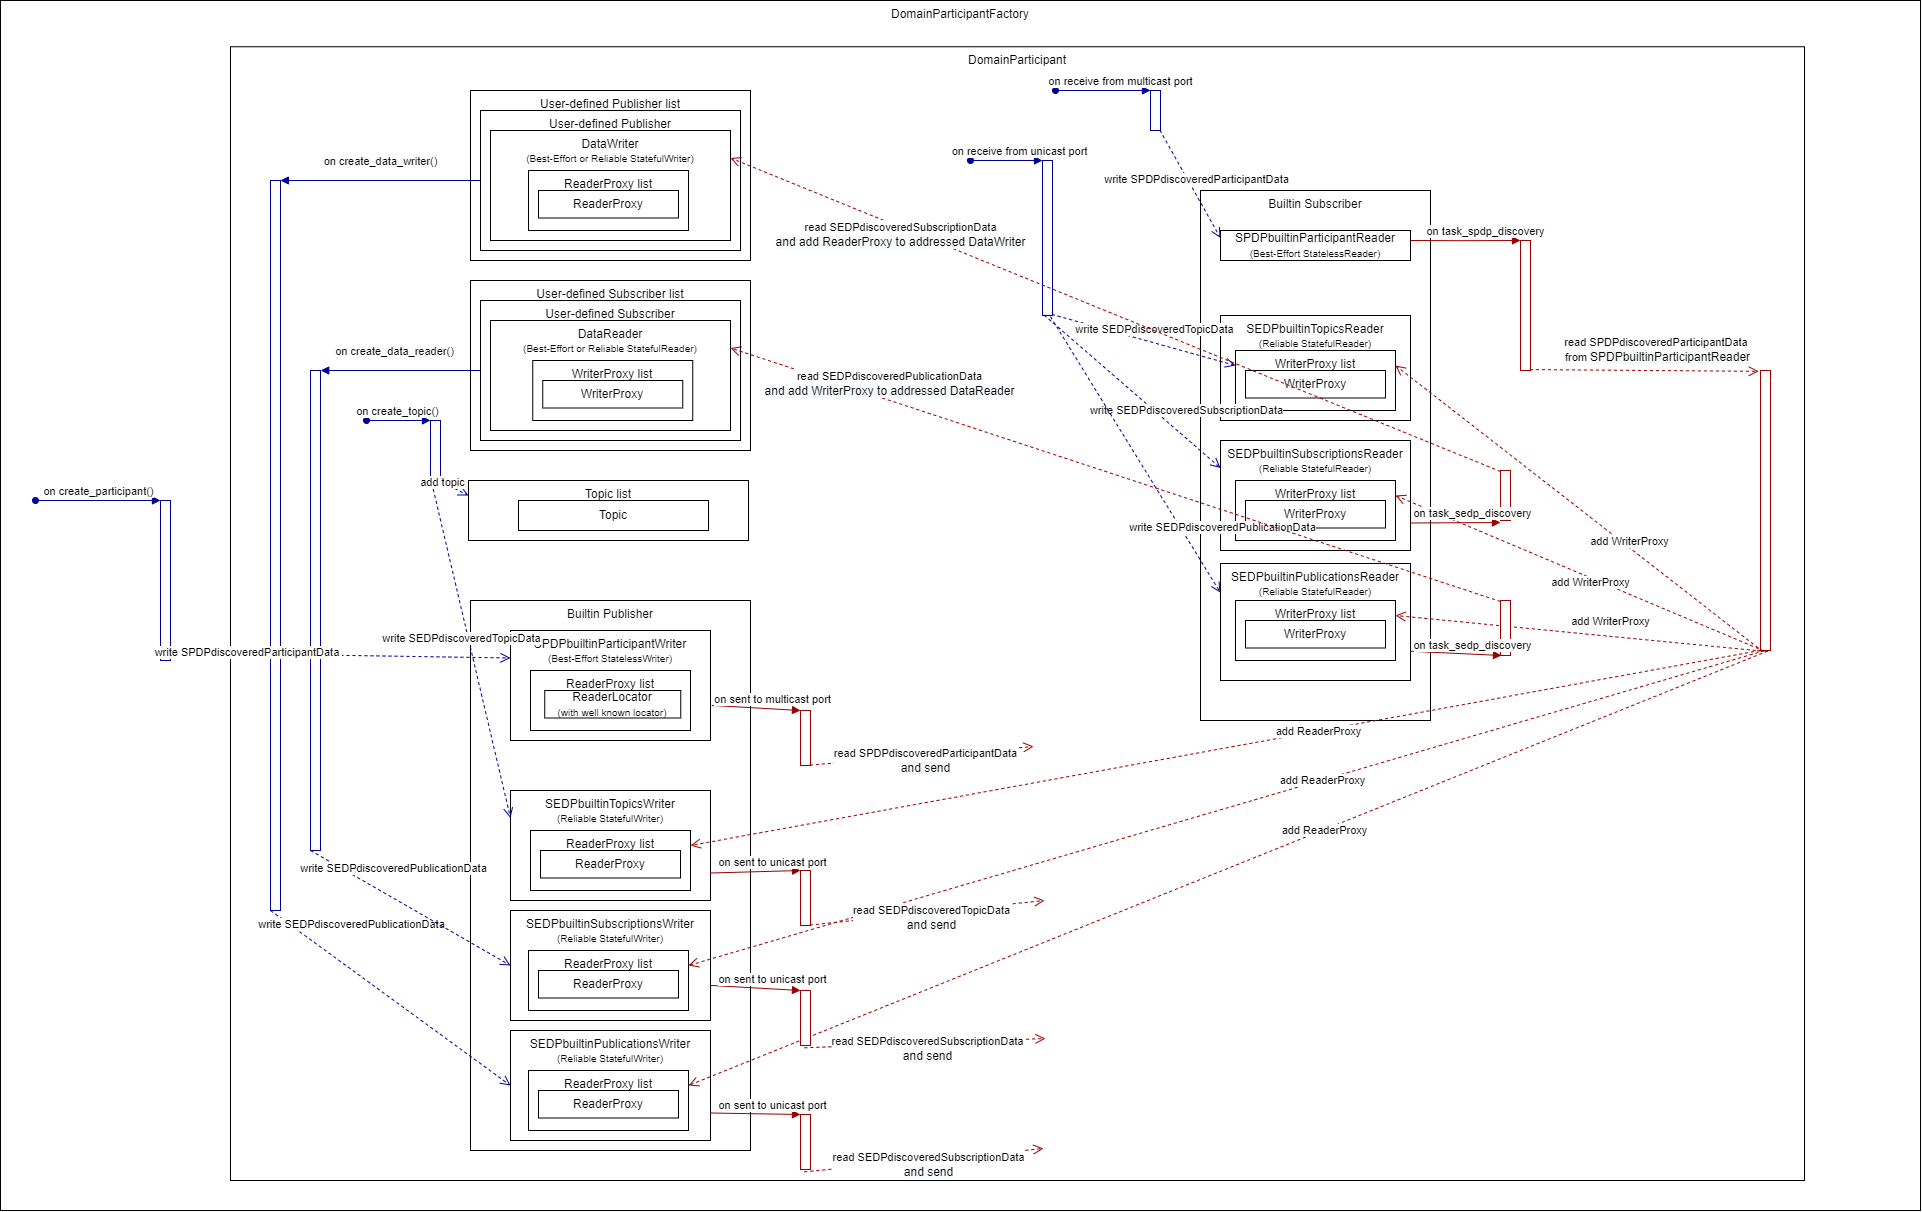 DomainParticipantFactory
DomainParticipant
on receive from multicast port
User-defined Publisher list
User-defined Publisher
DataWriter
(Best-Effort or Reliable StatefulWriter)
ReaderProxy list
ReaderProxy
on create_data_writer()
on receive from unicast port
write SPDPdiscoveredParticipantData
Builtin Subscriber
SPDPbuiltinParticipantReader
(Best-Effort StatelessReader)
on task_spdp_discovery
read SEDPdiscoveredSubscriptionData
and add ReaderProxy to addressed DataWriter
User-defined Subscriber list
User-defined Subscriber
DataReader
(Best-Effort or Reliable StatefulReader)
WriterProxy list
WriterProxy
on create_data_reader()
write SEDPdiscoveredTopicData
SEDPbuiltinTopicsReader
(Reliable StatefulReader)
WriterProxy list
WriterProxy
read SPDPdiscoveredParticipantData
from SPDPbuiltinParticipantReader
read SEDPdiscoveredPublicationData
and add WriterProxy to addressed DataReader
on create_topic()
write SEDPdiscoveredSubscriptionData
SEDPbuiltinSubscriptionsReader
(Reliable StatefulReader)
WriterProxy list
WriterProxy
on task_sedp_discovery
add topic
Topic list
Topic
on create_participant()
write SEDPdiscoveredPublicationData
add WriterProxy
add WriterProxy
add WriterProxy
SEDPbuiltinPublicationsReader
(Reliable StatefulReader)
WriterProxy list
WriterProxy
on task_sedp_discovery
Builtin Publisher
write SEDPdiscoveredTopicData
SPDPbuiltinParticipantWriter
(Best-Effort StatelessWriter)
write SPDPdiscoveredParticipantData
ReaderProxy list
ReaderLocator
(with well known locator)
on sent to multicast port
read SPDPdiscoveredParticipantData
and send
add ReaderProxy
add ReaderProxy
add ReaderProxy
SEDPbuiltinTopicsWriter
(Reliable StatefulWriter)
ReaderProxy list
ReaderProxy
on sent to unicast port
write SEDPdiscoveredPublicationData
read SEDPdiscoveredTopicData
and send
write SEDPdiscoveredPublicationData
SEDPbuiltinSubscriptionsWriter
(Reliable StatefulWriter)
ReaderProxy list
ReaderProxy
on sent to unicast port
read SEDPdiscoveredSubscriptionData
and send
SEDPbuiltinPublicationsWriter
(Reliable StatefulWriter)
ReaderProxy list
ReaderProxy
on sent to unicast port
read SEDPdiscoveredSubscriptionData
and send